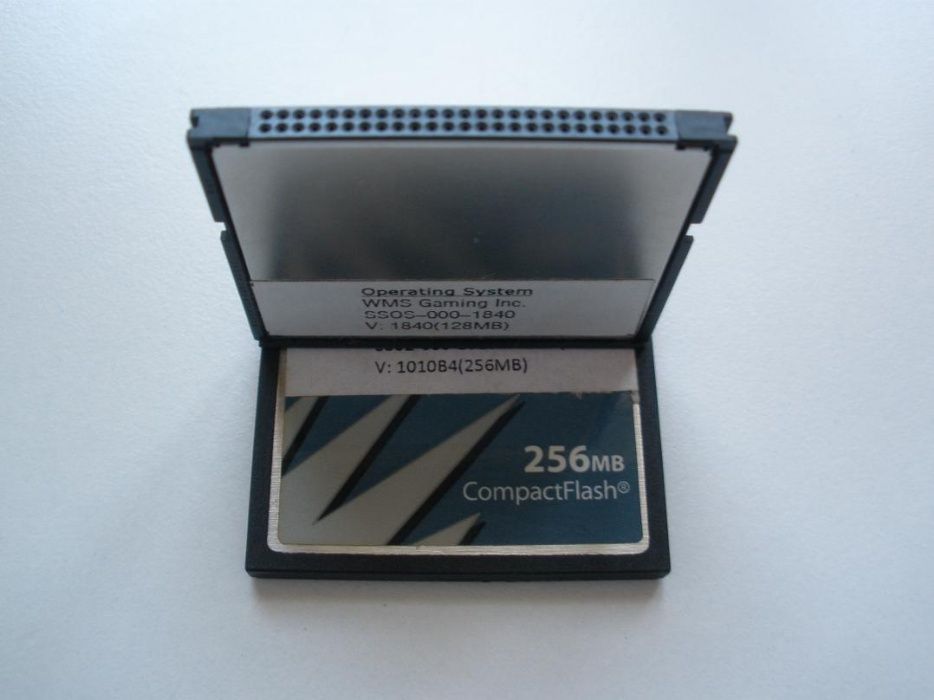 Operating System
WMS Gaming Inc.
SSOS-000-1840
V: 1840(128MB)
V: 1010B4(256MB)
256MB
CompactFlash®